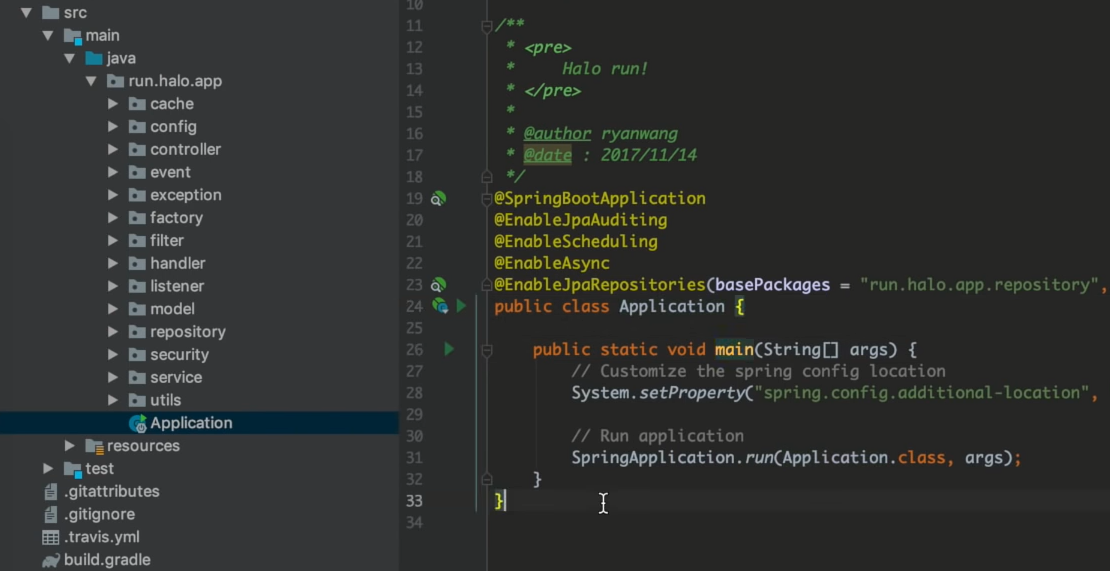 src
main
java
run.halo.app
cache
config
controller
event
exception
factory
filter
handler
listener
model
repository
security
service
utils
Application
resources
test
.gitattributes
.gitignore
.travis.yml
build.gradle
10
11 /**
12 * <pre>
13 *     Halo run!
14 * </pre>
15 *
16 * @author ryanwang
17 * @date : 2017/11/14
18 */
19 @SpringBootApplication
20 @EnableJpaAuditing
21 @EnableScheduling
22 @EnableAsync
23 @EnableJpaRepositories(basePackages = "run.halo.app.repository",
24 public class Application {
25
26     public static void main(String[] args) {
27         // Customize the spring config location
28         System.setProperty("spring.config.additional-location",
29
30         // Run application
31         SpringApplication.run(Application.class, args);
32     }
33 }
34